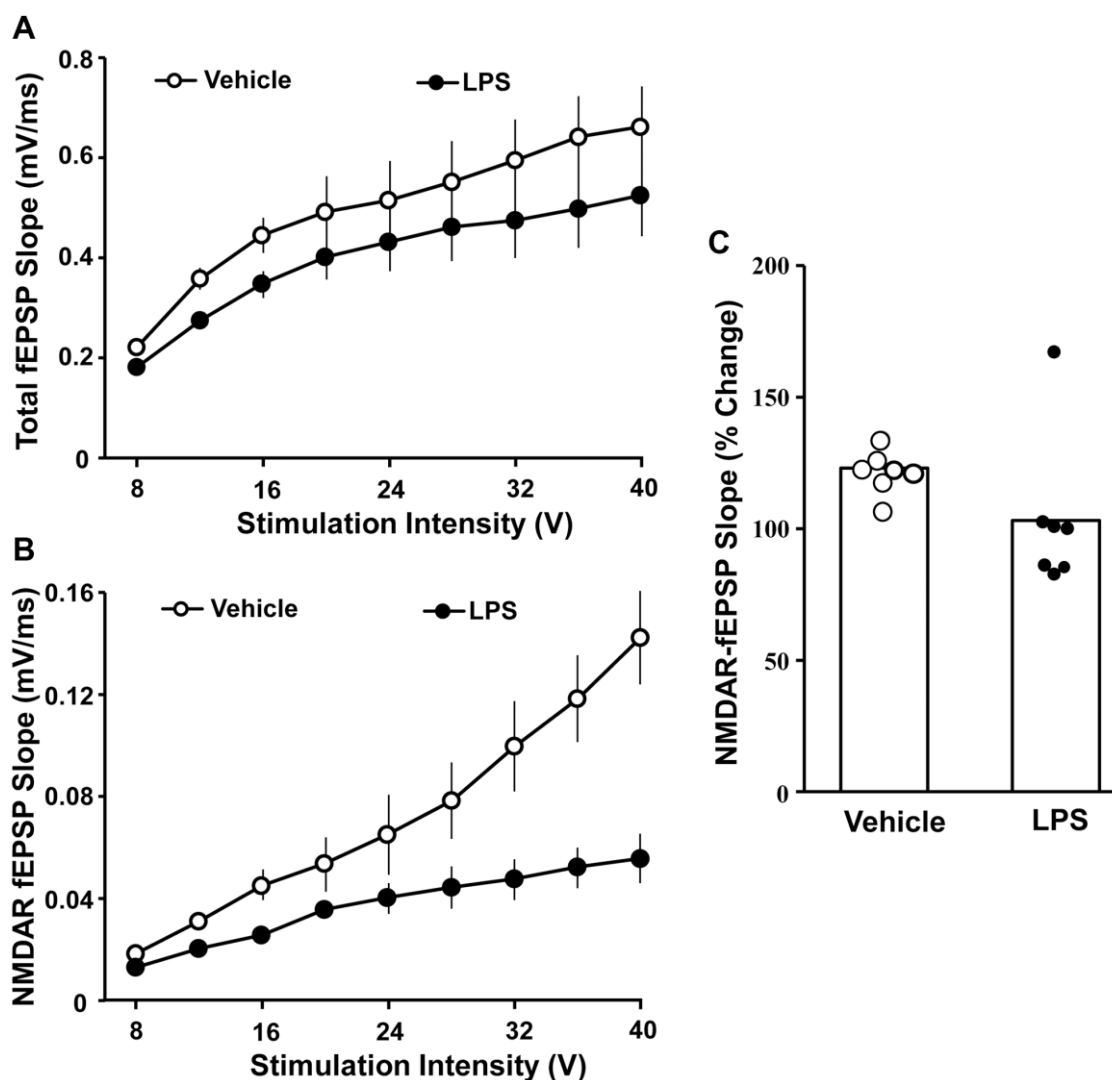 A
Total fEPSP Slope (mV/ms)
0.8
0.6
0.4
0.2
0
Vehicle
LPS
8
16
24
32
40
Stimulation Intensity (V)
B
NMDAR fEPSP Slope (mV/ms)
0.16
0.12
0.08
0.04
0
Vehicle
LPS
8
16
24
32
40
Stimulation Intensity (V)
C
NMDAR-fEPSP Slope (% Change)
200
150
100
50
0
Vehicle
LPS